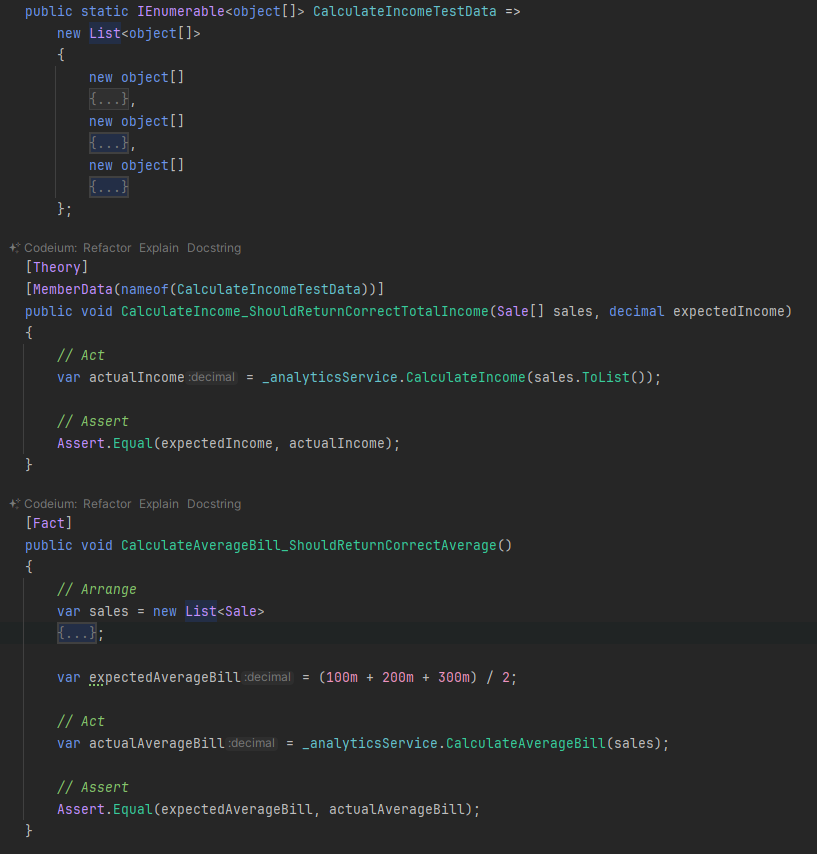 public static IEnumerable<object[]> CalculateIncomeTestData =>
new List<object[]>
{
new object[]
{...},
new object[]
{...},
new object[]
{...}
};
Codeium: Refactor Explain Docstring
[Theory]
[MemberData(nameof(CalculateIncomeTestData))]
public void CalculateIncome_ShouldReturnCorrectTotalIncome(Sale[] sales, decimal expectedIncome)
{
// Act
var actualIncome :decimal = _analyticsService.CalculateIncome(sales.ToList());
// Assert
Assert.Equal(expectedIncome, actualIncome);
}
Codeium: Refactor Explain Docstring
[Fact]
public void CalculateAverageBill_ShouldReturnCorrectAverage()
{
// Arrange
var sales = new List<Sale>
{...};
var expectedAverageBill :decimal = (100m + 200m + 300m) / 2;
// Act
var actualAverageBill :decimal = _analyticsService.CalculateAverageBill(sales);
// Assert
Assert.Equal(expectedAverageBill, actualAverageBill);
}